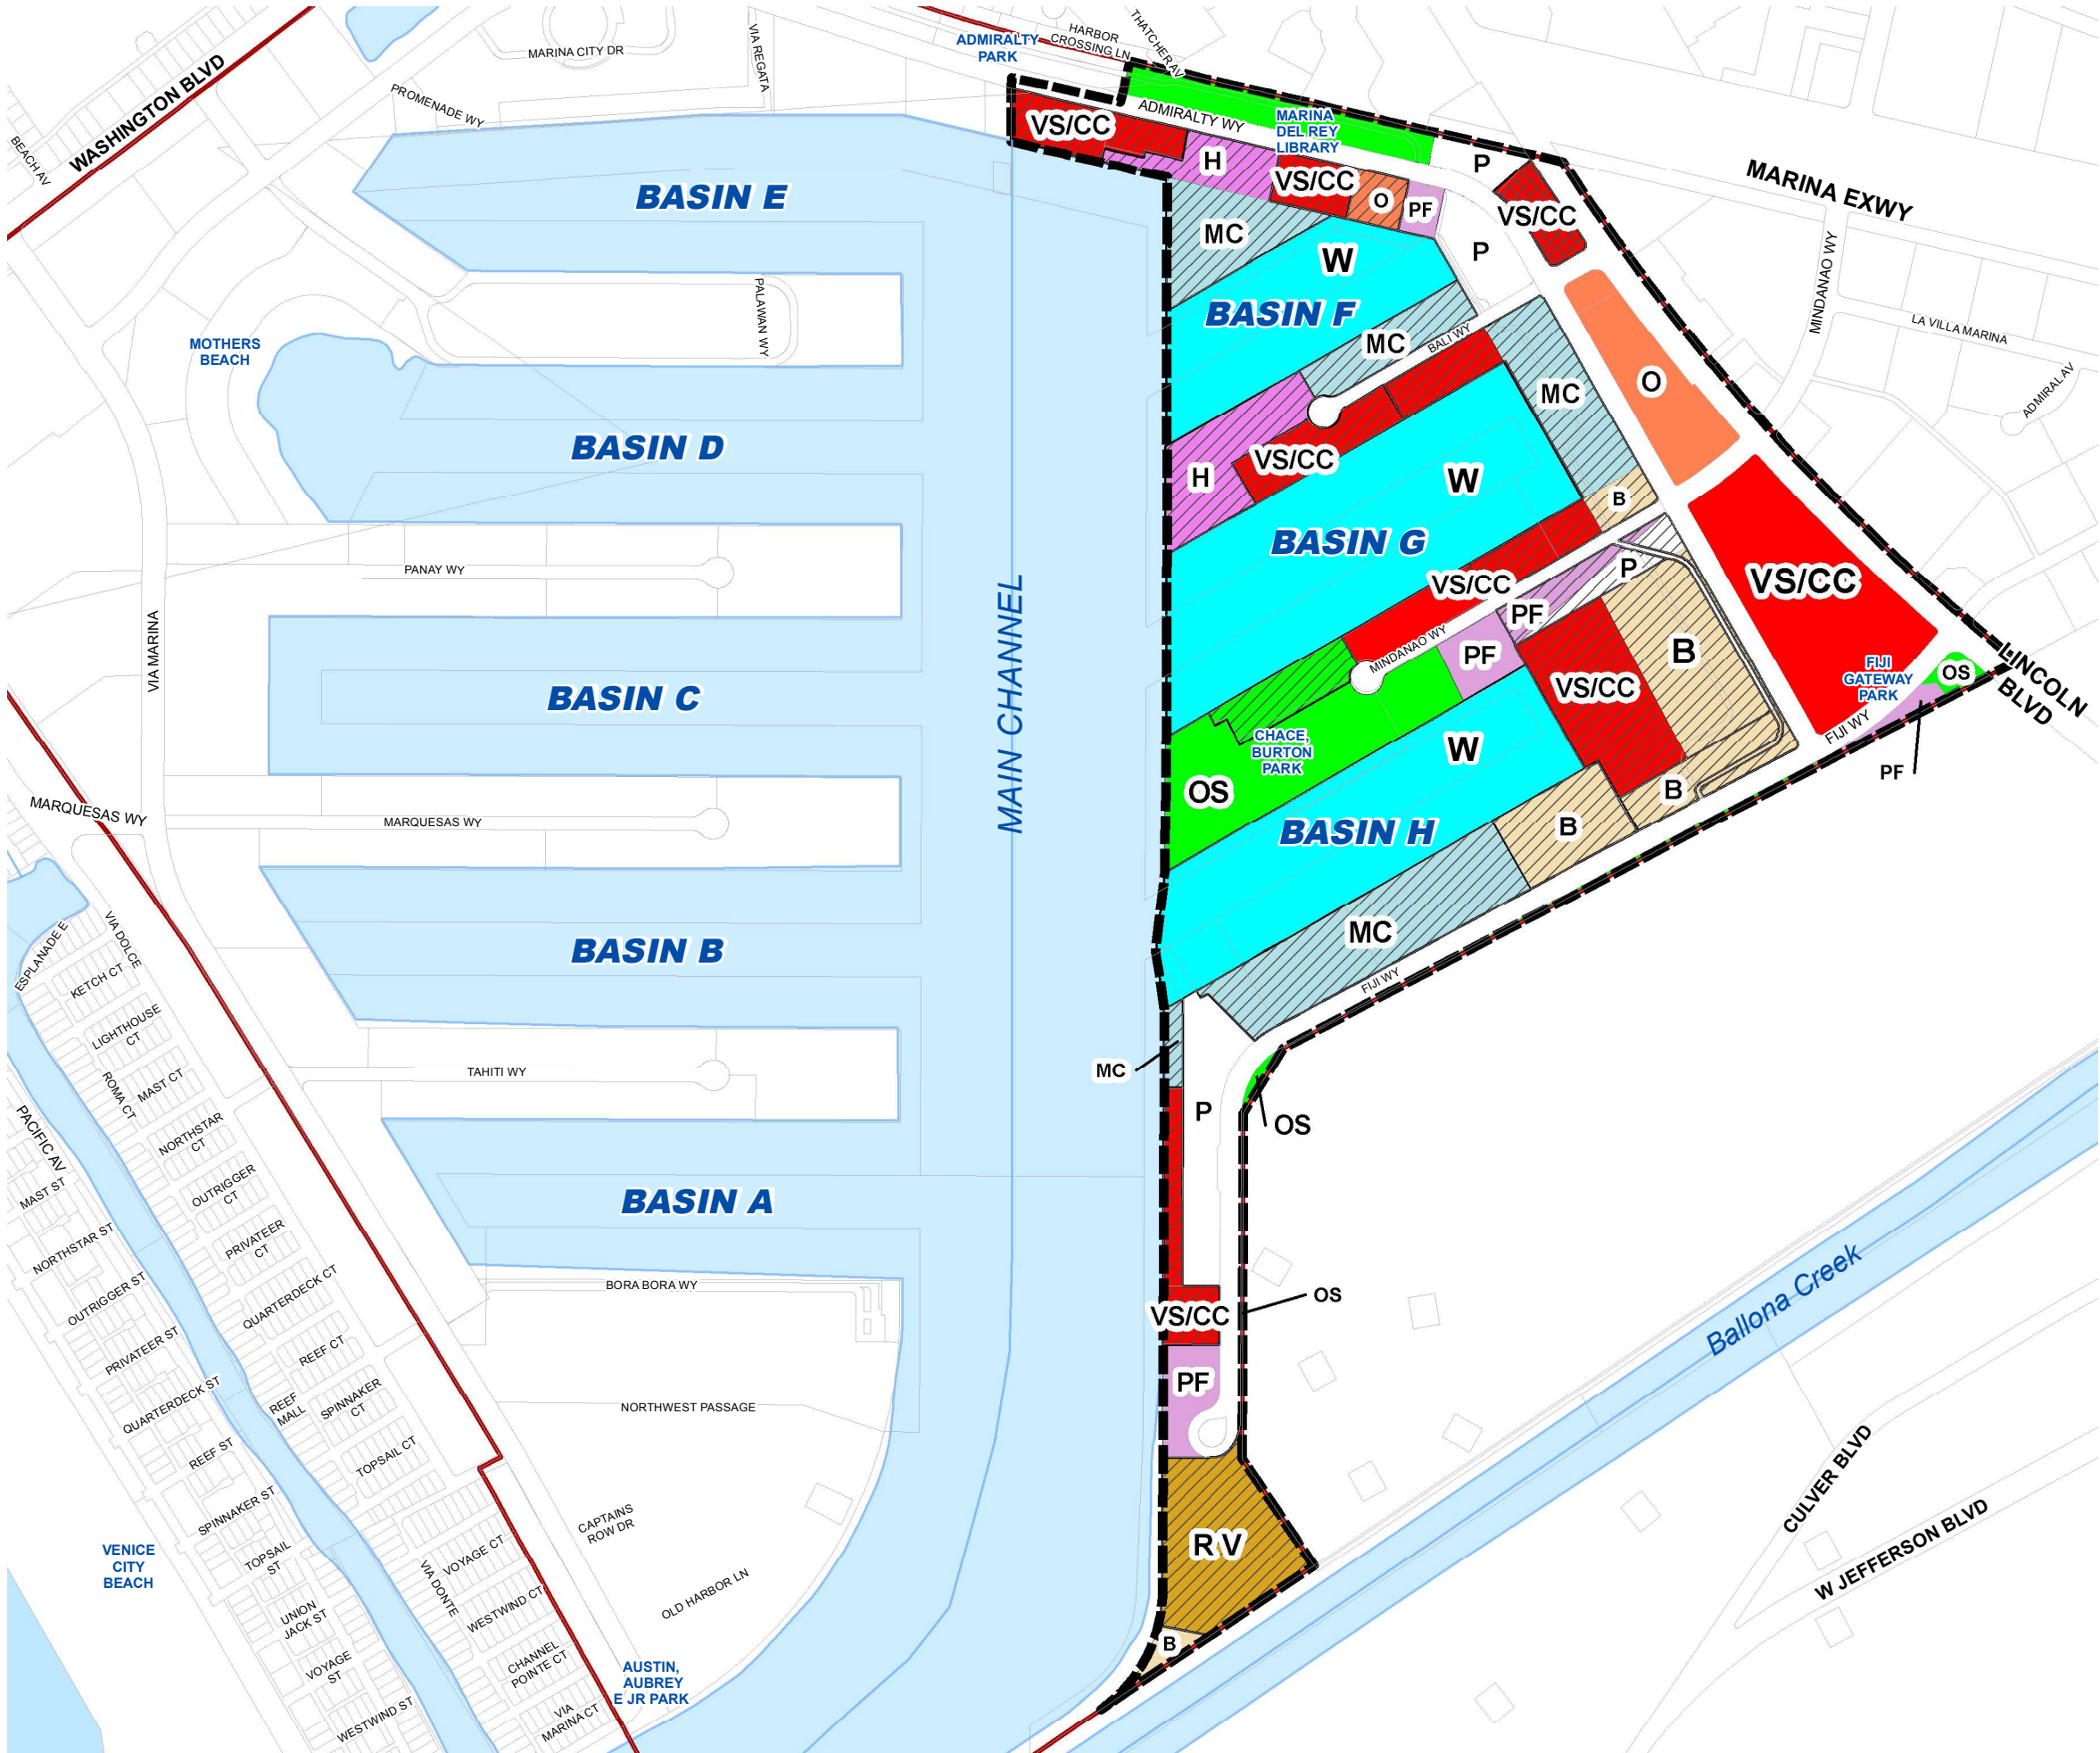 WASHINGTON BLVD
BEACH AV
MARINA CITY DR
VIA REGATA
PROMENADE WY
ADMIRALTY
PARK
HARBOR
CROSSING LN
THATCHER AV
ADMIRALTY WY
MARINA
DEL REY
LIBRARY
MARINA EXWY
MINDANAO WY
LA VILLA MARINA
ADMIRAL AV
VS/CC
H
VS/CC
O
PF
P
VS/CC
P
MC
W
BASIN E
BASIN F
MC
BALI WY
MC
O
PALAWAN WY
MOTHERS
BEACH
BASIN D
H
VS/CC
W
B
BASIN G
VS/CC
P
PF
VS/CC
PANAY WY
VIA MARINA
MAIN CHANNEL
MINDANAO WY
PF
B
VS/CC
FIJI
GATEWAY
PARK
OS
LINCOLN
BLVD
FIJI WY
PF
BASIN C
CHACE,
BURTON
PARK
OS
W
B
B
BASIN H
MARQUESAS WY
MARQUESAS WY
MC
FIJI WY
BASIN B
VIA DOLCE
ESPLANADE E
KETCH CT
LIGHTHOUSE
CT
ROMA CT
MAST CT
NORTHSTAR
CT
OUTRIGGER
CT
PRIVATEER
CT
QUARTERDECK CT
REEF CT
REEF
MALL
SPINNAKER
CT
TOPSAIL CT
TAHITI WY
MC
P
OS
BASIN A
BORA BORA WY
OS
VS/CC
PF
NORTHWEST PASSAGE
PACIFIC AV
MAST ST
NORTHSTAR ST
OUTRIGGER ST
PRIVATEER ST
QUARTERDECK ST
REEF ST
SPINNAKER ST
TOPSAIL
ST
UNION
JACK ST
VOYAGE
ST
WESTWIND ST
VENICE
CITY
BEACH
VIA DONTE
VOYAGE CT
WESTWIND CT
CHANNEL
POINTE CT
VIA
MARINA CT
CAPTAINS
ROW DR
OLD HARBOR LN
AUSTIN,
AUBREY
E JR PARK
R V
B
Ballona Creek
CULVER BLVD
W JEFFERSON BLVD